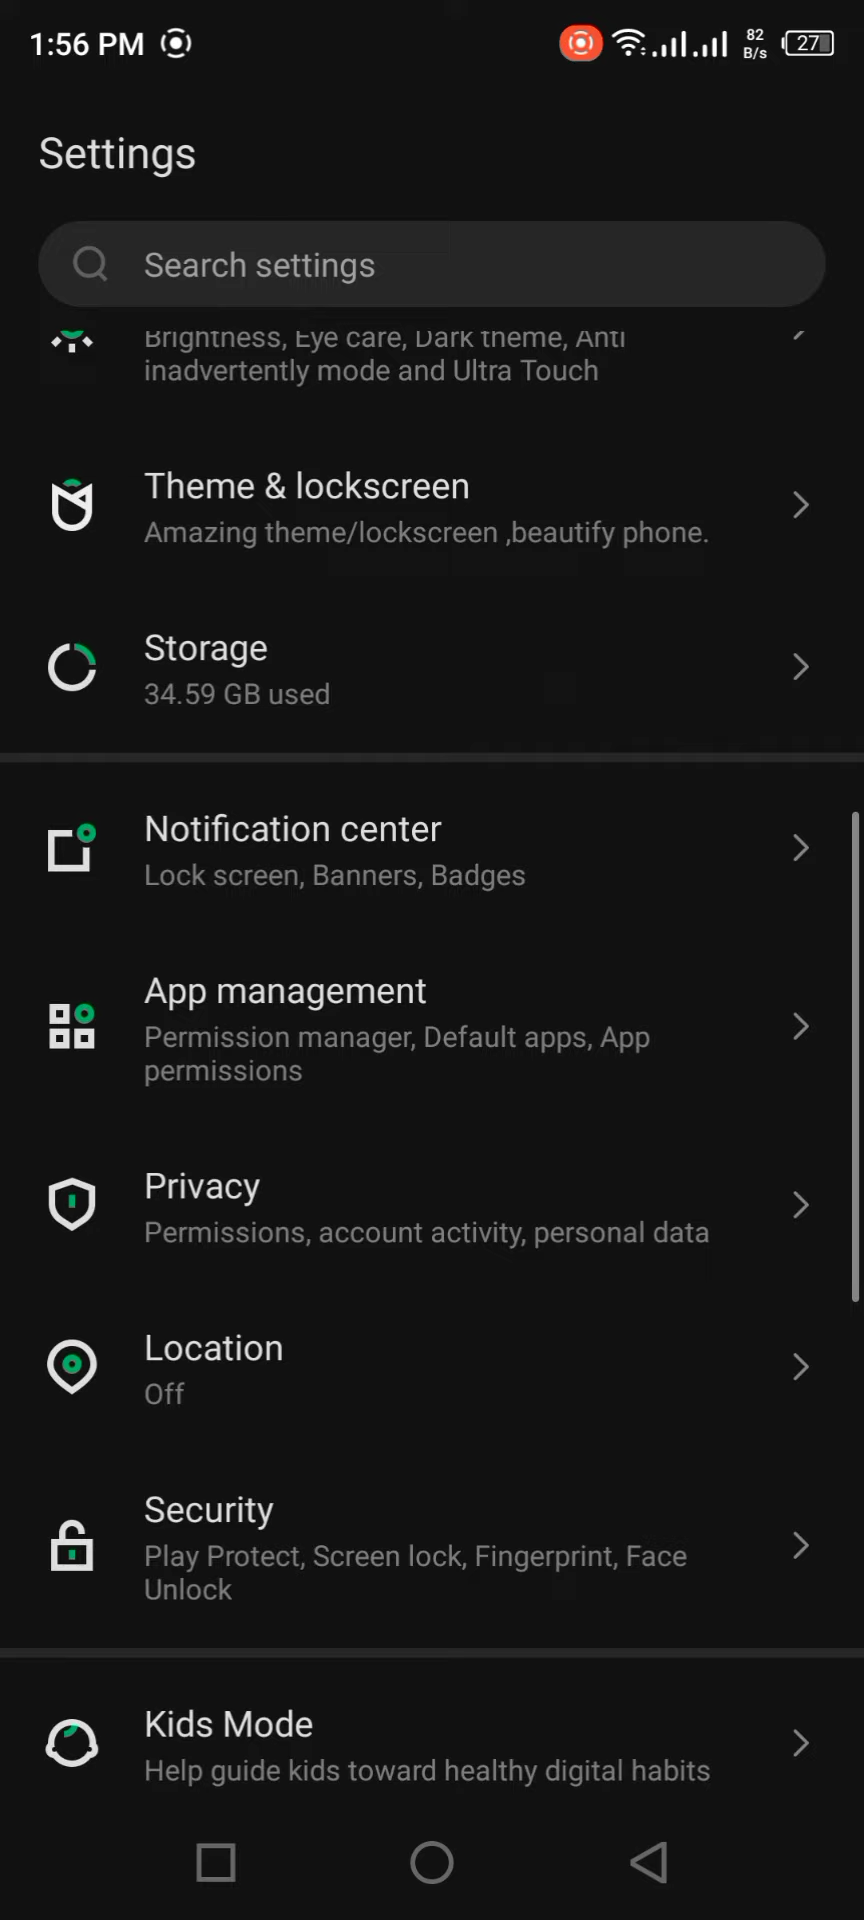 1:56 PM
82
B/s
27
Settings
Search settings
Brightness, Eye care, Dark theme, Anti
inadvertently mode and Ultra Touch
Theme & lockscreen
Amazing theme/lockscreen ,beautify phone.
Storage
34.59 GB used
Notification center
Lock screen, Banners, Badges
App management
Permission manager, Default apps, App
permissions
Privacy
Permissions, account activity, personal data
Location
Off
Security
Play Protect, Screen lock, Fingerprint, Face
Unlock
Kids Mode
Help guide kids toward healthy digital habits